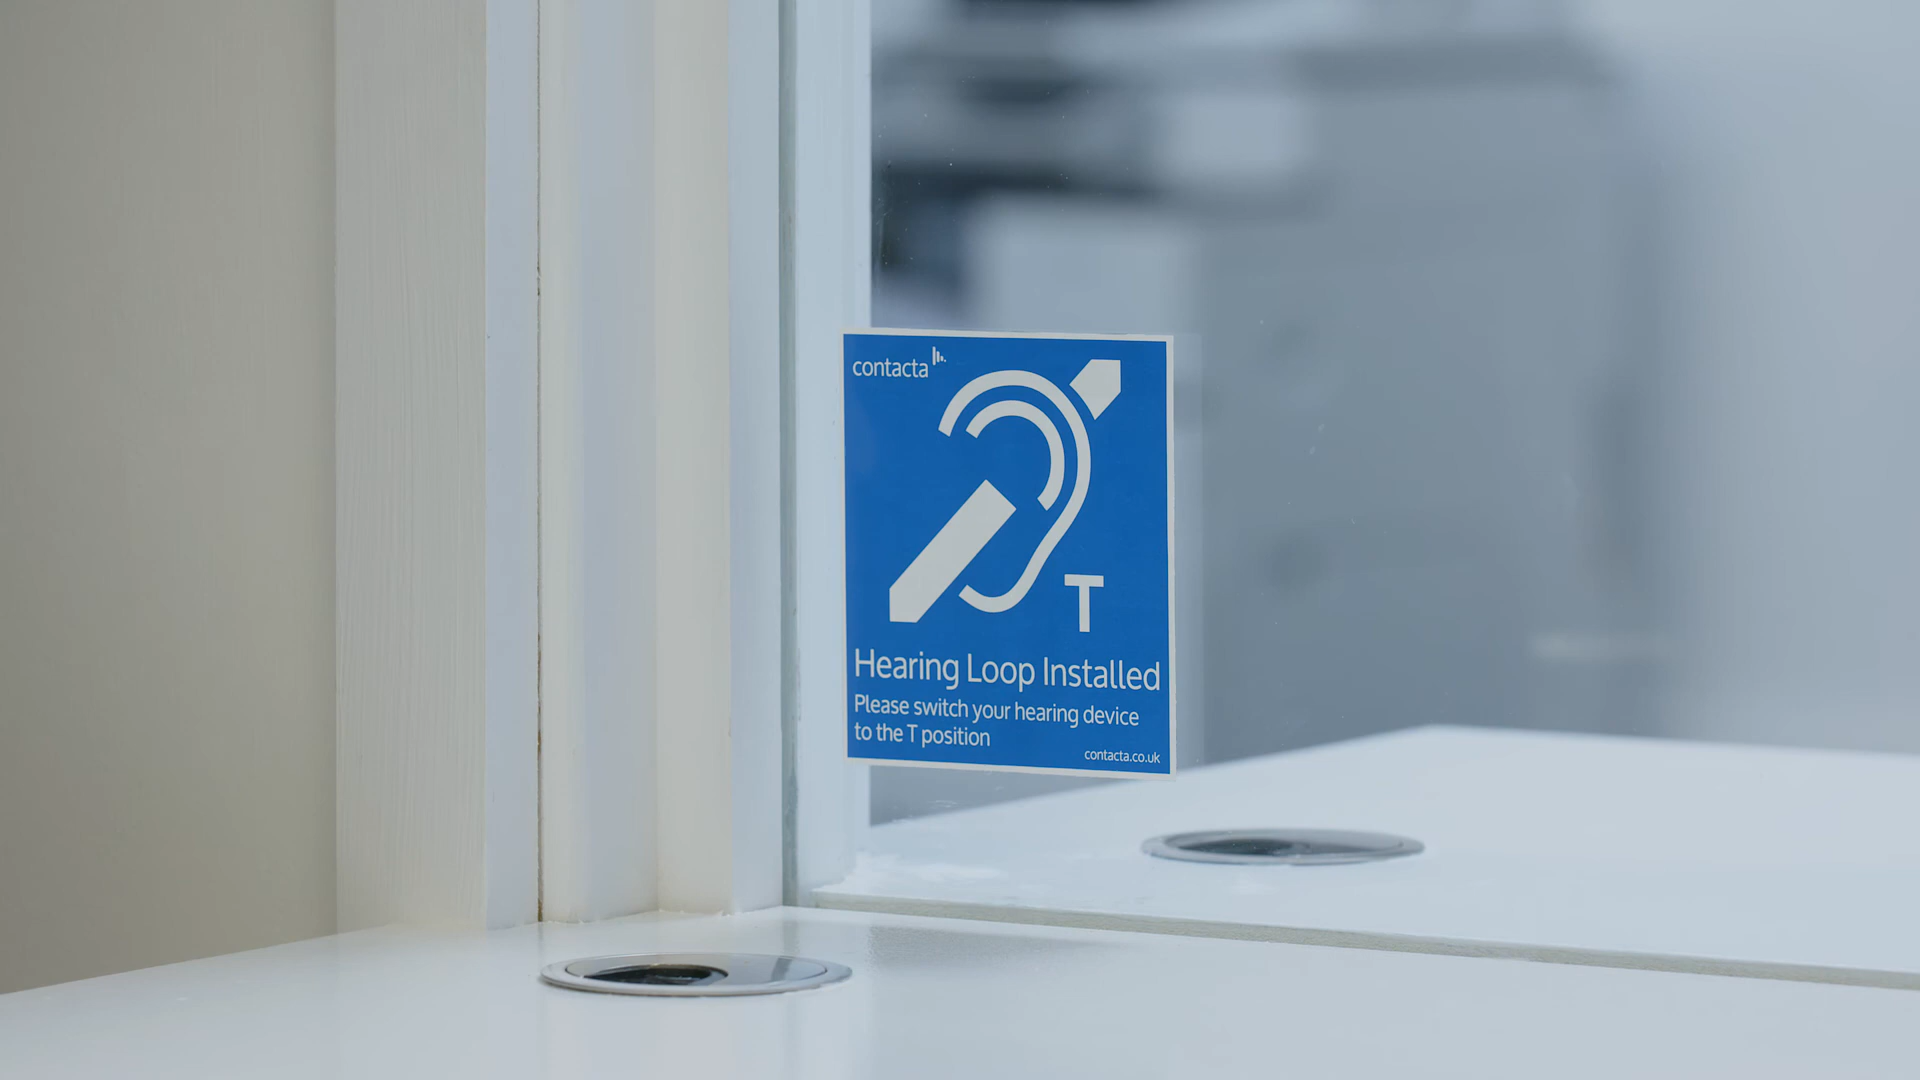 contacta
T
Hearing Loop Installed
Please switch your hearing device
to the T position
contacta.co.uk